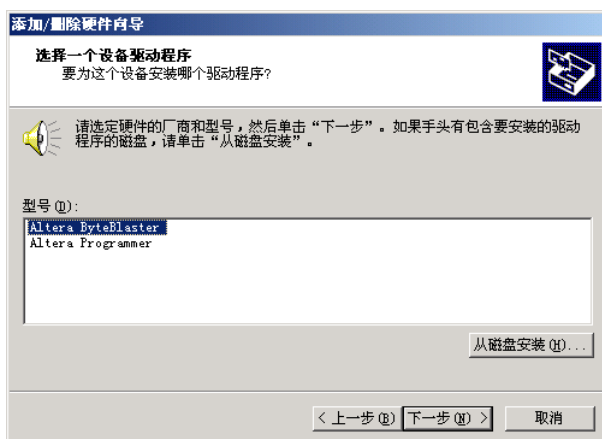 添加/删除硬件向导
选择一个设备驱动程序
要为这个设备安装哪个驱动程序?
请选定硬件的厂商和型号，然后单击“下一步”。如果手头有包含要安装的驱动
程序的磁盘，请单击“从磁盘安装”。
型号(D):
Altera ByteBlaster
Altera Programmer
从磁盘安装(H)...
< 上一步(B) 下一步(N) > 取消